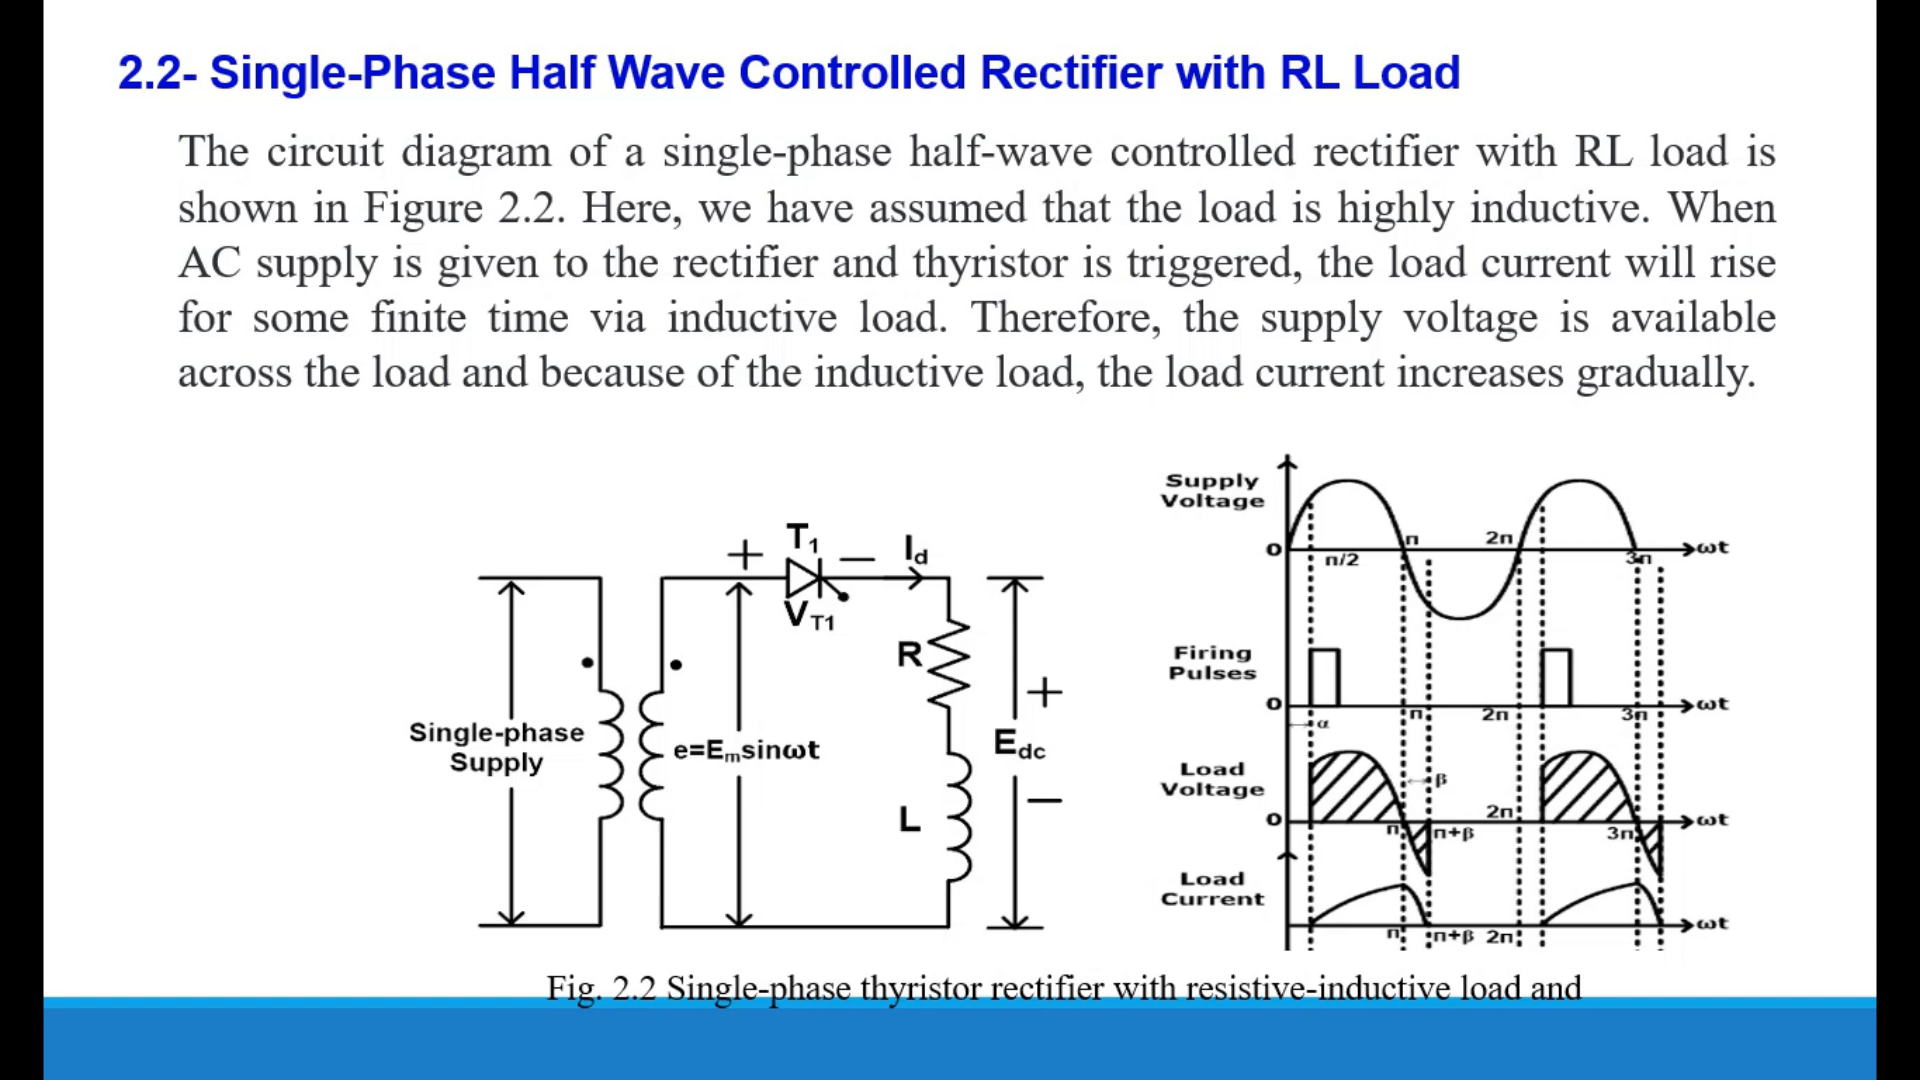 2.2- Single-Phase Half Wave Controlled Rectifier with RL Load
The circuit diagram of a single-phase half-wave controlled rectifier with RL load is
shown in Figure 2.2. Here, we have assumed that the load is highly inductive. When
AC supply is given to the rectifier and thyristor is triggered, the load current will rise
for some finite time via inductive load. Therefore, the supply voltage is available
across the load and because of the inductive load, the load current increases gradually.
+ T1 − Id
VT1
R
L
Single-phase
Supply
e=Emsinωt
+
Edc
−
Supply
Voltage
0 π/2 π 2π 3π ωt
Firing
Pulses
0 α π 2π 3π ωt
Load
Voltage
β
0 π π+β 2π 3π ωt
Load
Current
π π+β 2π ωt
Fig. 2.2 Single-phase thyristor rectifier with resistive-inductive load and